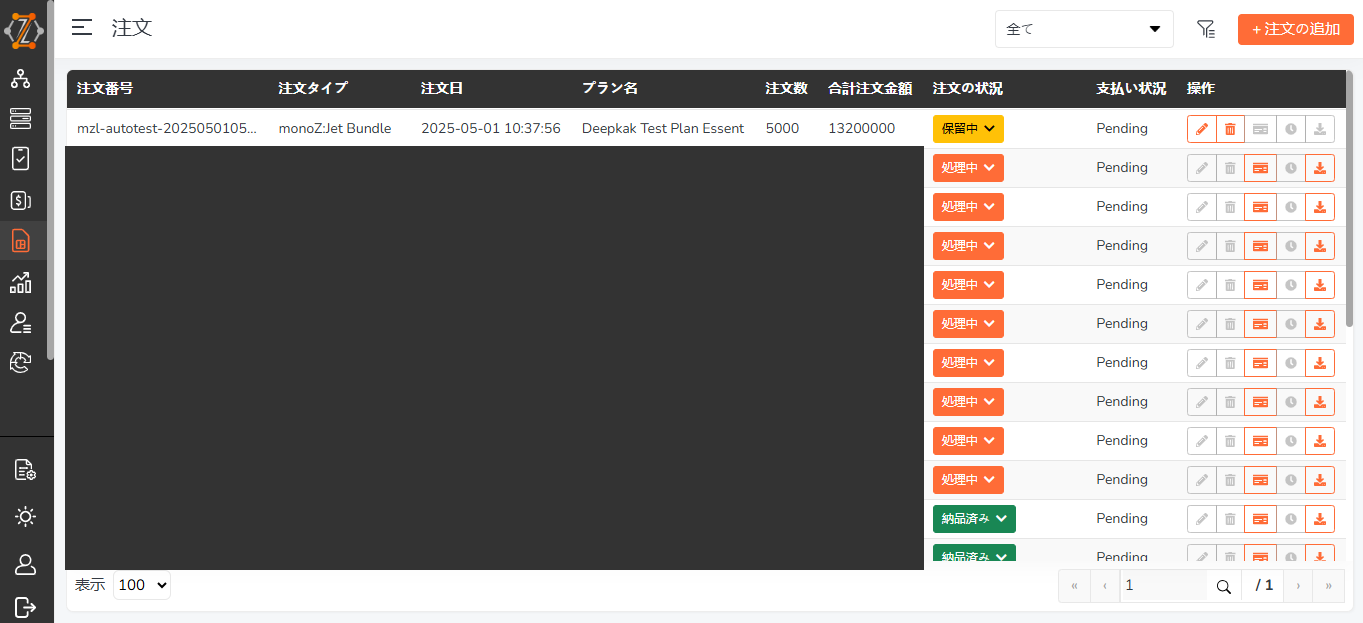 注文
全て
+ 注文の追加
注文番号 注文タイプ 注文日 プラン名 注文数 合計注文金額 注文の状況 支払い状況 操作
mzl-autotest-2025050105... monoZ:Jet Bundle 2025-05-01 10:37:56 Deepkak Test Plan Essent 5000 13200000 保留中 Pending
処理中 Pending
処理中 Pending
処理中 Pending
処理中 Pending
処理中 Pending
処理中 Pending
処理中 Pending
処理中 Pending
処理中 Pending
納品済み Pending
納品済み Pending
表示 100
« ‹ 1 / 1 › »